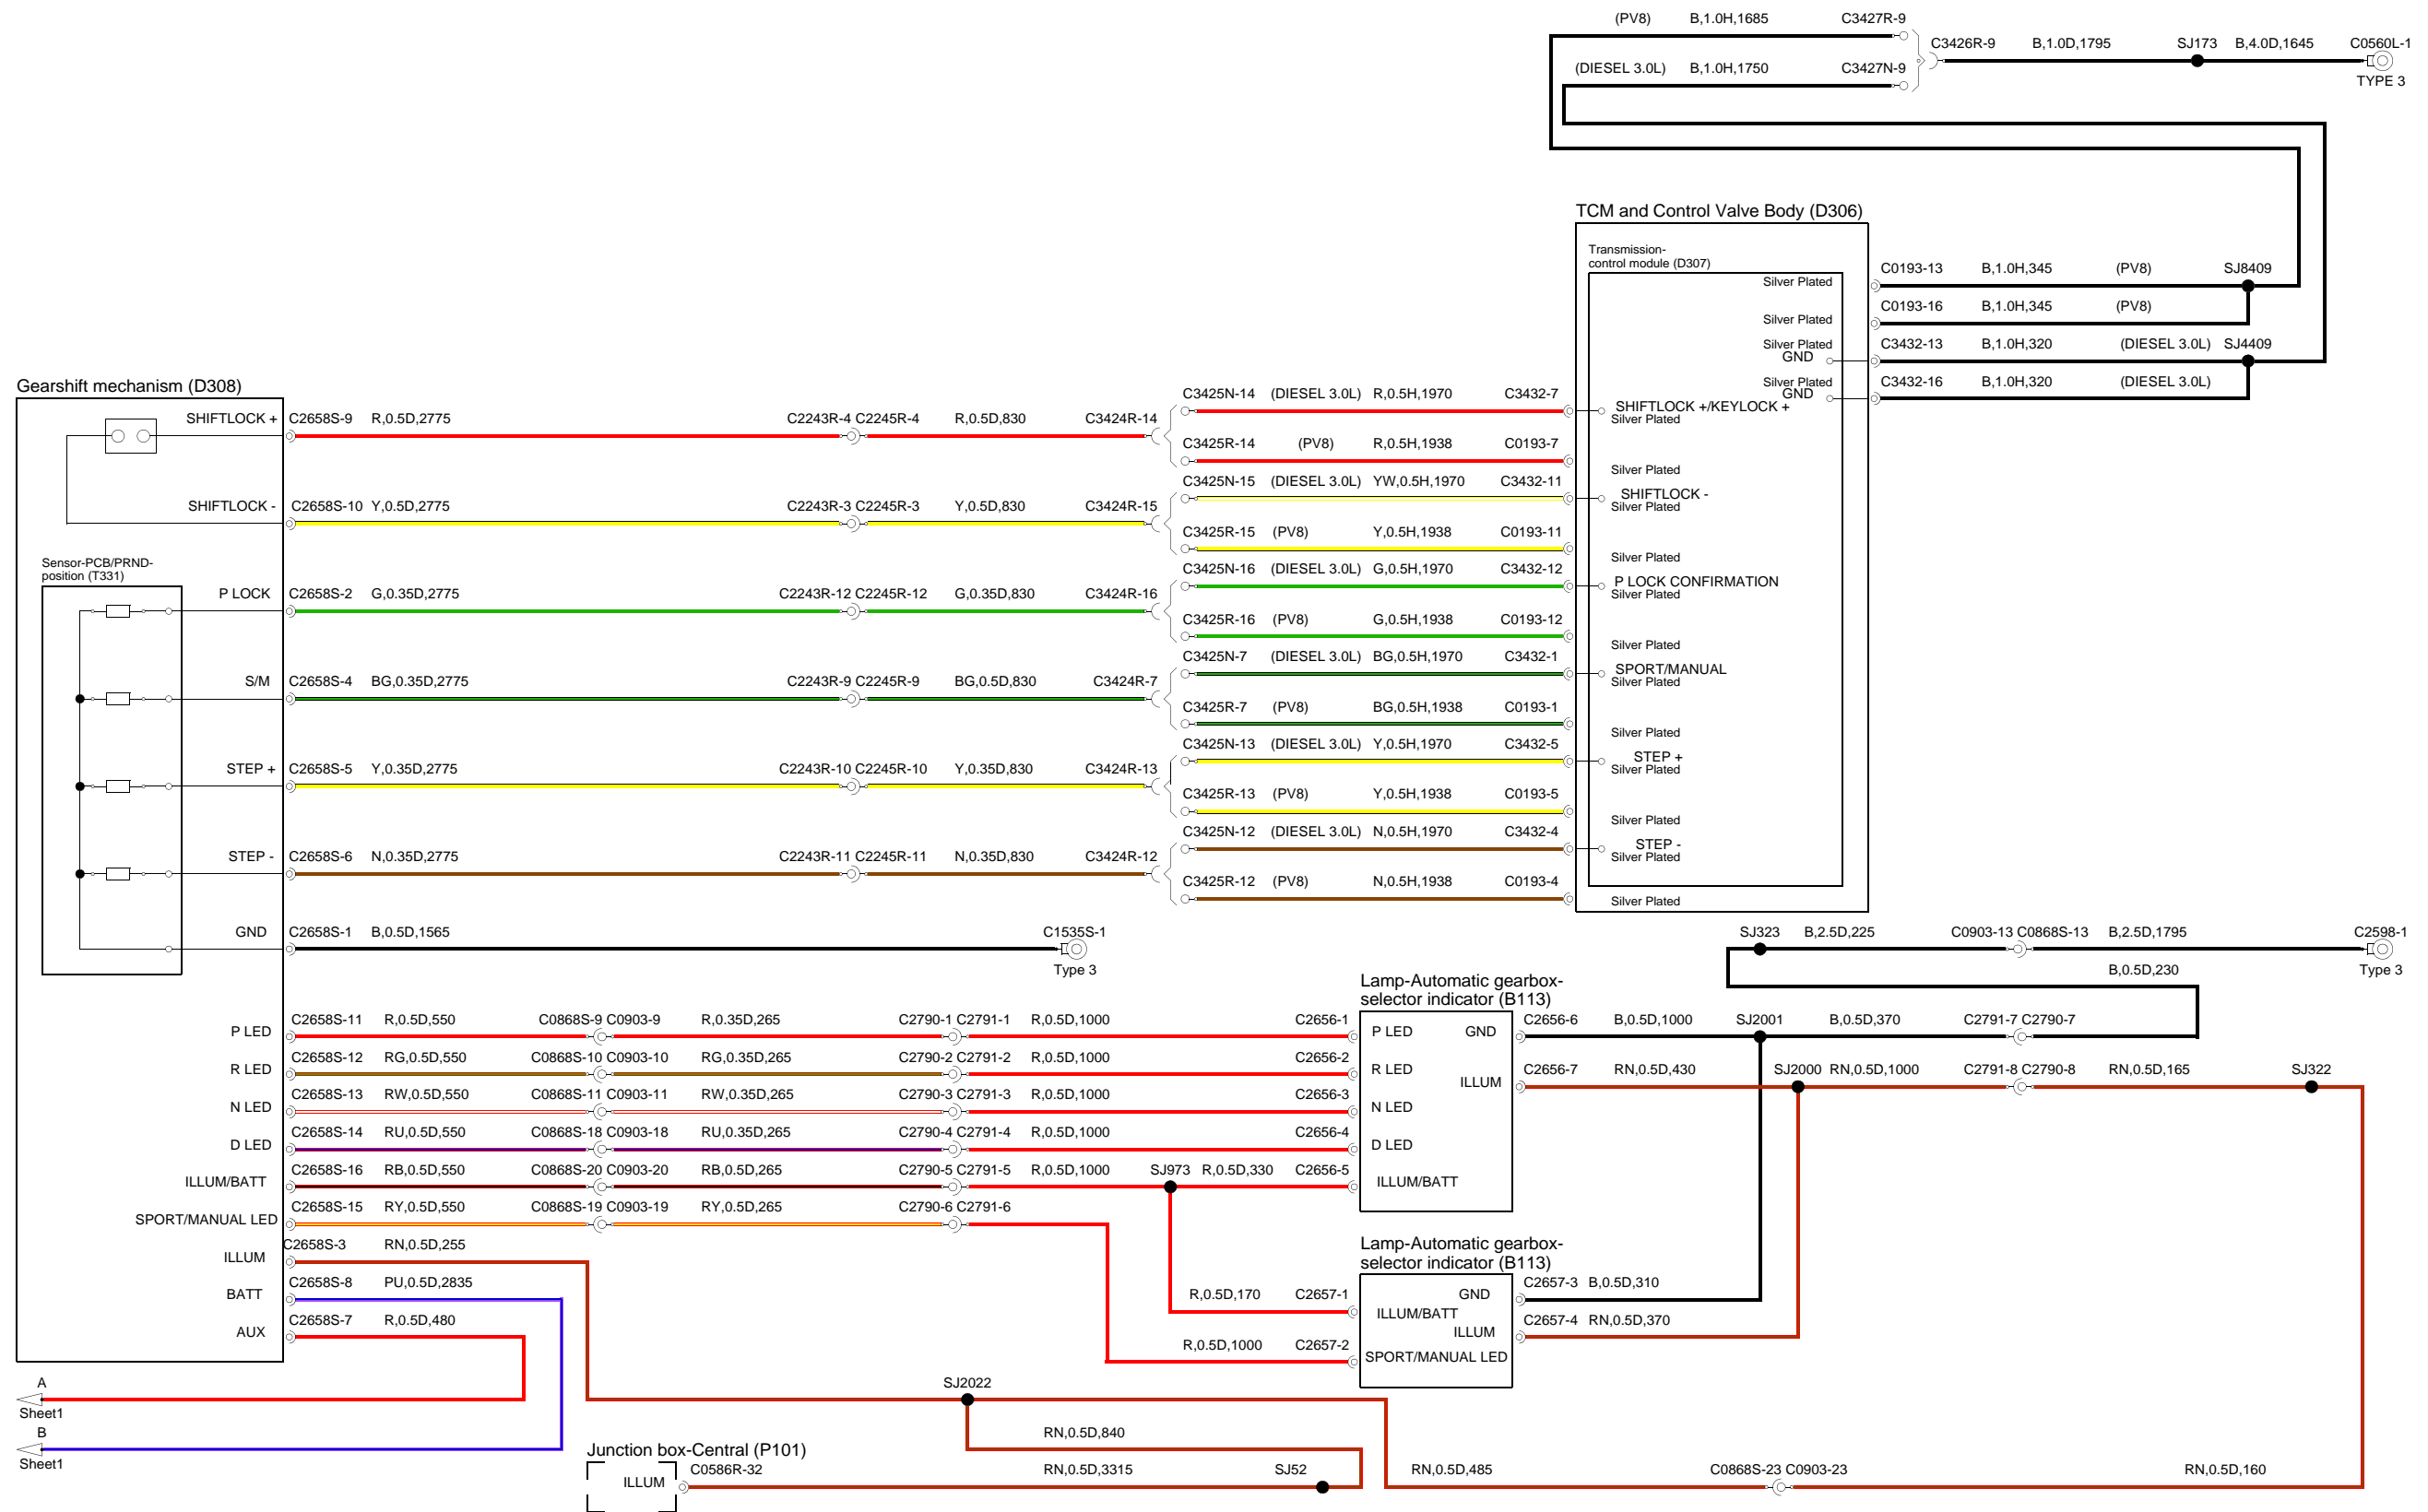 (PV8) B,1.0H,1685 C3427R-9
C3426R-9 B,1.0D,1795 SJ173 B,4.0D,1645 C0560L-1
(DIESEL 3.0L) B,1.0H,1750 C3427N-9
TYPE 3
TCM and Control Valve Body (D306)
Transmission-
control module (D307)
Silver Plated
C0193-13 B,1.0H,345 (PV8) SJ8409
Silver Plated
C0193-16 B,1.0H,345 (PV8)
Silver Plated
GND
C3432-13 B,1.0H,320 (DIESEL 3.0L) SJ4409
Silver Plated
GND
C3432-16 B,1.0H,320 (DIESEL 3.0L)
Gearshift mechanism (D308)
SHIFTLOCK + C2658S-9 R,0.5D,2775 C2243R-4 C2245R-4 R,0.5D,830 C3424R-14
C3425N-14 (DIESEL 3.0L) R,0.5H,1970 C3432-7
SHIFTLOCK +/KEYLOCK +
Silver Plated
C3425R-14 (PV8) R,0.5H,1938 C0193-7
Silver Plated
SHIFTLOCK - C2658S-10 Y,0.5D,2775 C2243R-3 C2245R-3 Y,0.5D,830 C3424R-15
C3425N-15 (DIESEL 3.0L) YW,0.5H,1970 C3432-11
SHIFTLOCK -
Silver Plated
C3425R-15 (PV8) Y,0.5H,1938 C0193-11
Silver Plated
Sensor-PCB/PRND-
position (T331)
P LOCK C2658S-2 G,0.35D,2775 C2243R-12 C2245R-12 G,0.35D,830 C3424R-16
C3425N-16 (DIESEL 3.0L) G,0.5H,1970 C3432-12
P LOCK CONFIRMATION
Silver Plated
C3425R-16 (PV8) G,0.5H,1938 C0193-12
Silver Plated
S/M C2658S-4 BG,0.35D,2775 C2243R-9 C2245R-9 BG,0.5D,830 C3424R-7
C3425N-7 (DIESEL 3.0L) BG,0.5H,1970 C3432-1
SPORT/MANUAL
Silver Plated
C3425R-7 (PV8) BG,0.5H,1938 C0193-1
Silver Plated
STEP + C2658S-5 Y,0.35D,2775 C2243R-10 C2245R-10 Y,0.35D,830 C3424R-13
C3425N-13 (DIESEL 3.0L) Y,0.5H,1970 C3432-5
STEP +
Silver Plated
C3425R-13 (PV8) Y,0.5H,1938 C0193-5
Silver Plated
STEP - C2658S-6 N,0.35D,2775 C2243R-11 C2245R-11 N,0.35D,830 C3424R-12
C3425N-12 (DIESEL 3.0L) N,0.5H,1970 C3432-4
STEP -
Silver Plated
C3425R-12 (PV8) N,0.5H,1938 C0193-4
Silver Plated
GND C2658S-1 B,0.5D,1565 C1535S-1
Type 3
SJ323 B,2.5D,225 C0903-13 C0868S-13 B,2.5D,1795 C2598-1
Type 3
B,0.5D,230
Lamp-Automatic gearbox-
selector indicator (B113)
P LED C2658S-11 R,0.5D,550 C0868S-9 C0903-9 R,0.35D,265 C2790-1 C2791-1 R,0.5D,1000 C2656-1 P LED
GND C2656-6 B,0.5D,1000 SJ2001 B,0.5D,370 C2791-7 C2790-7
R LED C2658S-12 RG,0.5D,550 C0868S-10 C0903-10 RG,0.35D,265 C2790-2 C2791-2 R,0.5D,1000 C2656-2 R LED
ILLUM C2656-7 RN,0.5D,430 SJ2000 RN,0.5D,1000 C2791-8 C2790-8 RN,0.5D,165 SJ322
N LED C2658S-13 RW,0.5D,550 C0868S-11 C0903-11 RW,0.35D,265 C2790-3 C2791-3 R,0.5D,1000 C2656-3 N LED
D LED C2658S-14 RU,0.5D,550 C0868S-18 C0903-18 RU,0.35D,265 C2790-4 C2791-4 R,0.5D,1000 C2656-4 D LED
ILLUM/BATT C2658S-16 RB,0.5D,550 C0868S-20 C0903-20 RB,0.5D,265 C2790-5 C2791-5 R,0.5D,1000 SJ973 R,0.5D,330 C2656-5 ILLUM/BATT
SPORT/MANUAL LED C2658S-15 RY,0.5D,550 C0868S-19 C0903-19 RY,0.5D,265 C2790-6 C2791-6
ILLUM C2658S-3 RN,0.5D,255
Lamp-Automatic gearbox-
selector indicator (B113)
BATT C2658S-8 PU,0.5D,2835
R,0.5D,170 C2657-1 ILLUM/BATT
GND C2657-3 B,0.5D,310
AUX C2658S-7 R,0.5D,480
ILLUM C2657-4 RN,0.5D,370
R,0.5D,1000 C2657-2 SPORT/MANUAL LED
A
Sheet1
SJ2022
B
Sheet1
RN,0.5D,840
Junction box-Central (P101)
ILLUM C0586R-32 RN,0.5D,3315 SJ52 RN,0.5D,485 C0868S-23 C0903-23 RN,0.5D,160